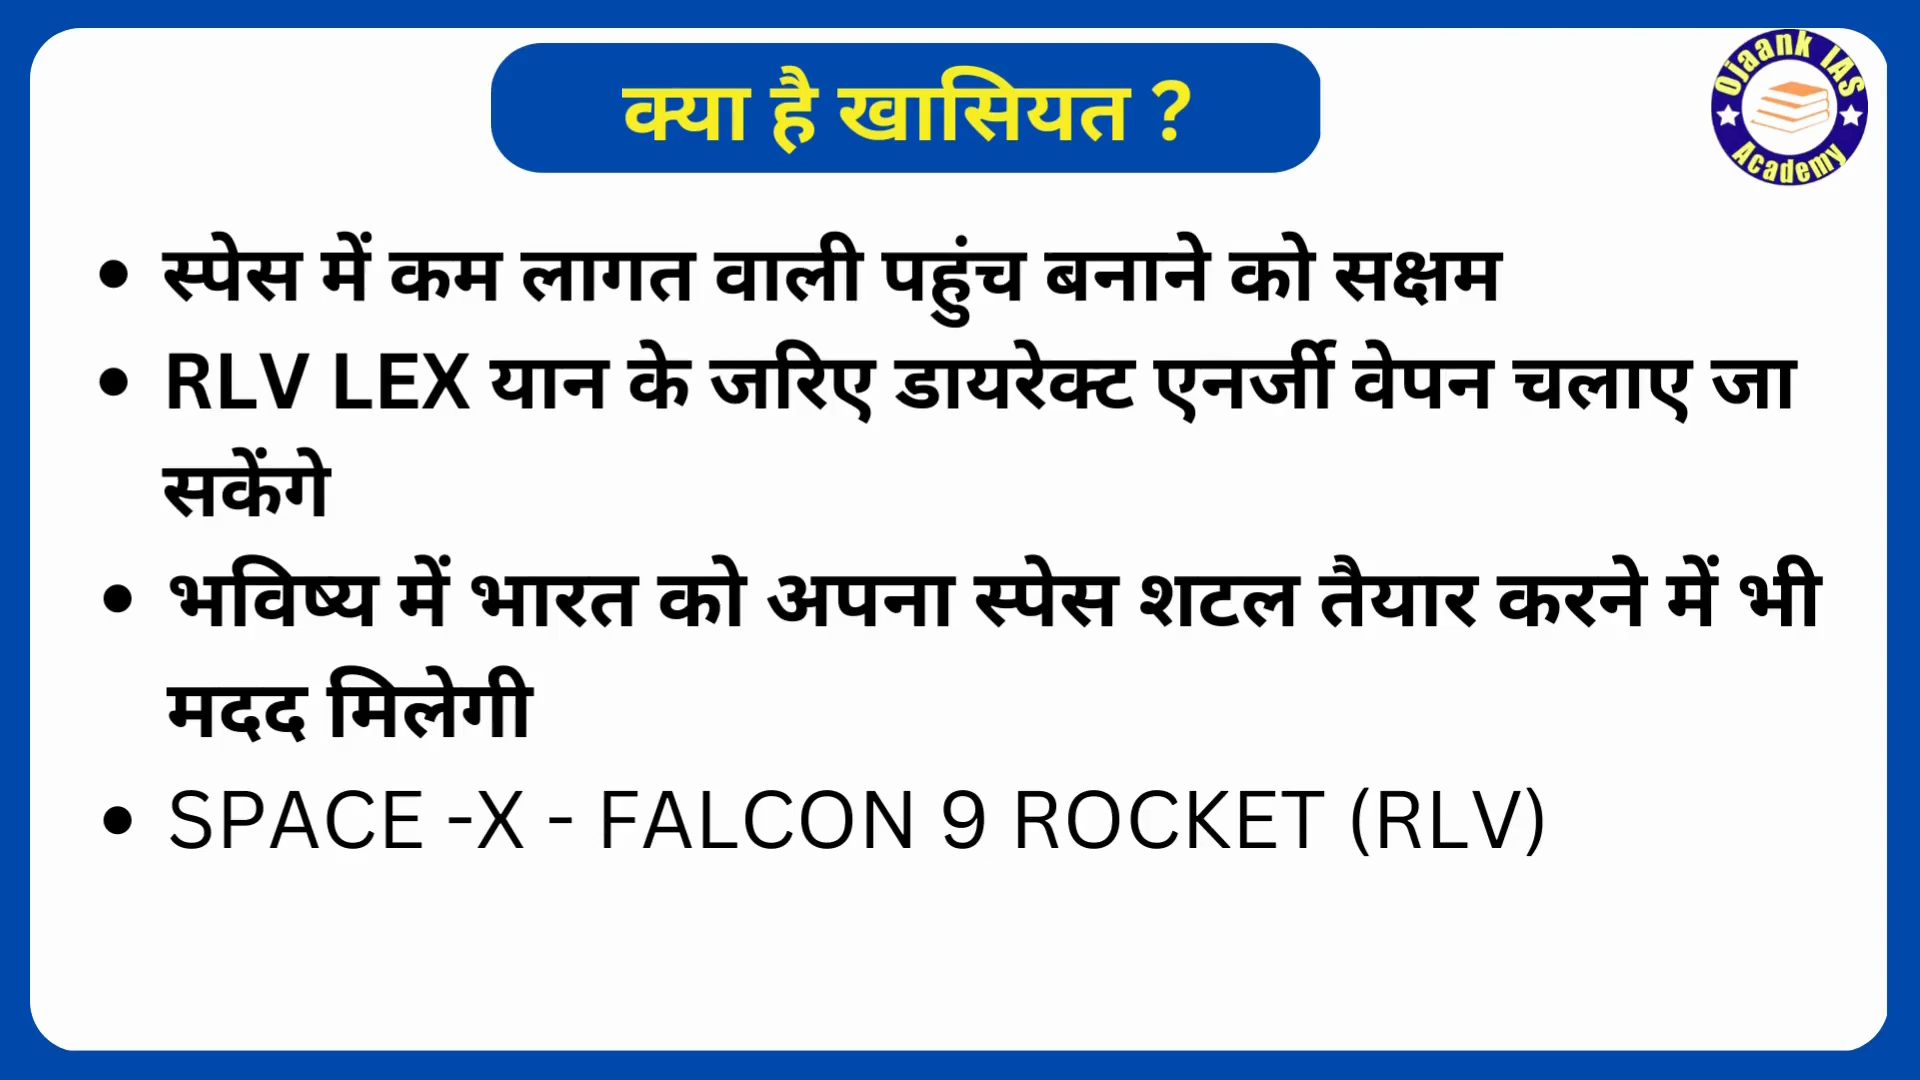 क्या है खासियत ?
Ojaank IAS
Academy
• स्पेस में कम लागत वाली पहुंच बनाने को सक्षम
• RLV LEX यान के जरिए डायरेक्ट एनर्जी वेपन चलाए जा
सकेंगे
• भविष्य में भारत को अपना स्पेस शटल तैयार करने में भी
मदद मिलेगी
• SPACE -X - FALCON 9 ROCKET (RLV)